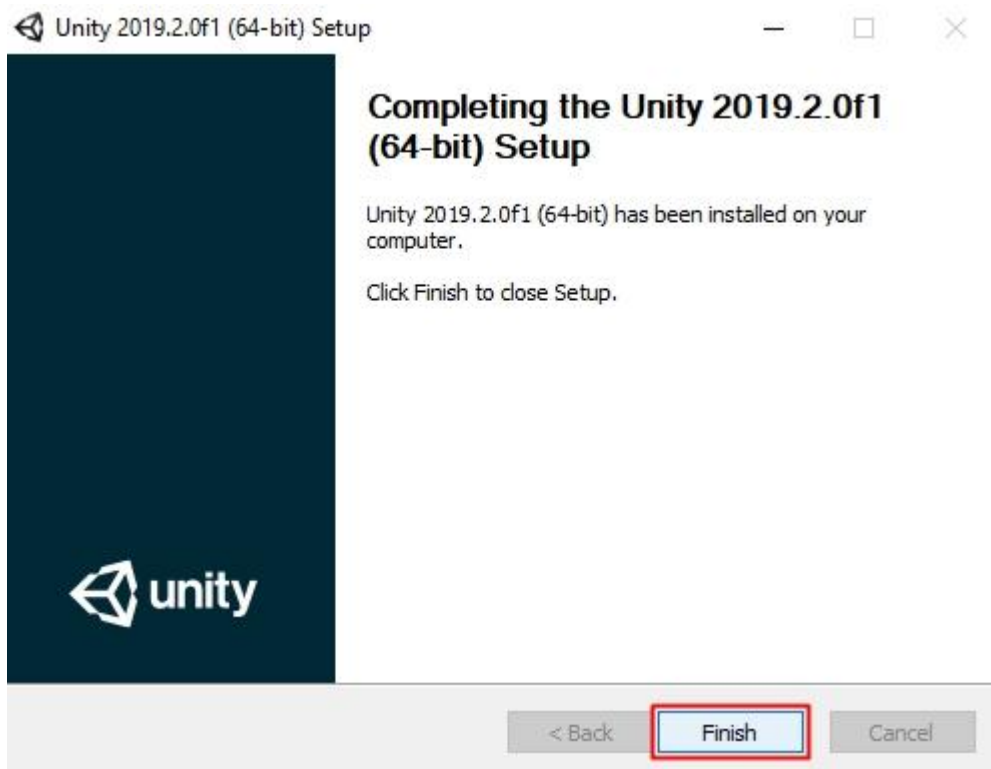 Unity 2019.2.0f1 (64-bit) Setup
Completing the Unity 2019.2.0f1
(64-bit) Setup
Unity 2019.2.0f1 (64-bit) has been installed on your
computer.
Click Finish to close Setup.
unity
< Back Finish Cancel